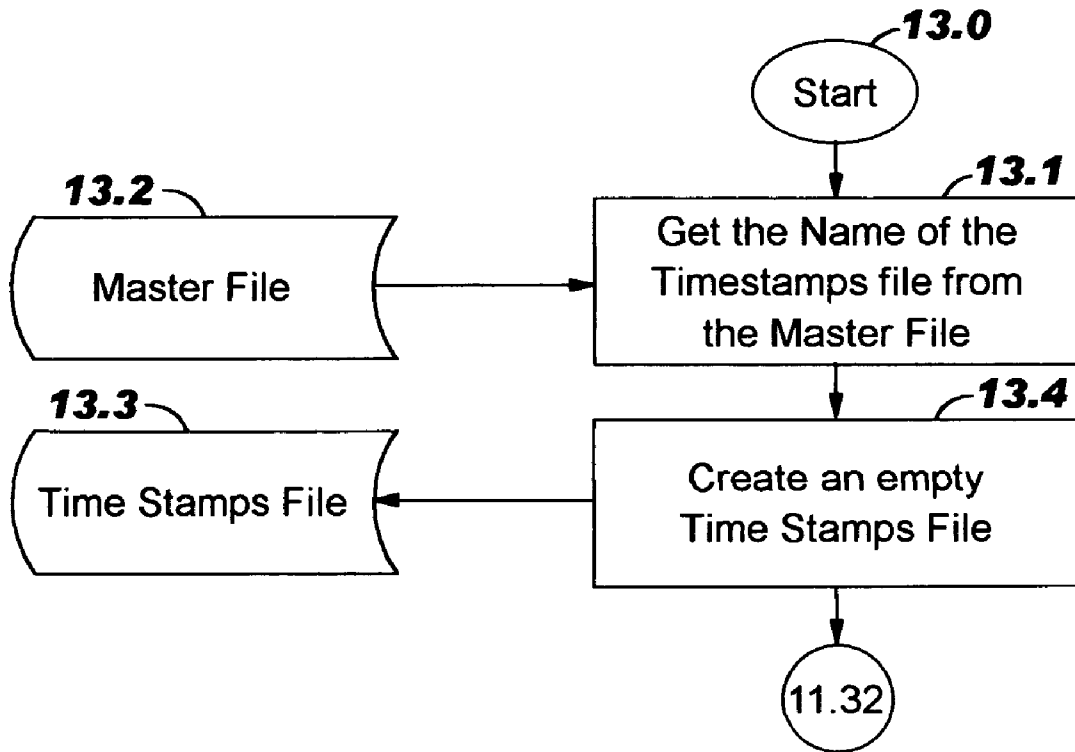 13.0
Start
13.2
13.1
Master File
Get the Name of the
Timestamps file from
the Master File
13.3
13.4
Time Stamps File
Create an empty
Time Stamps File
11.32